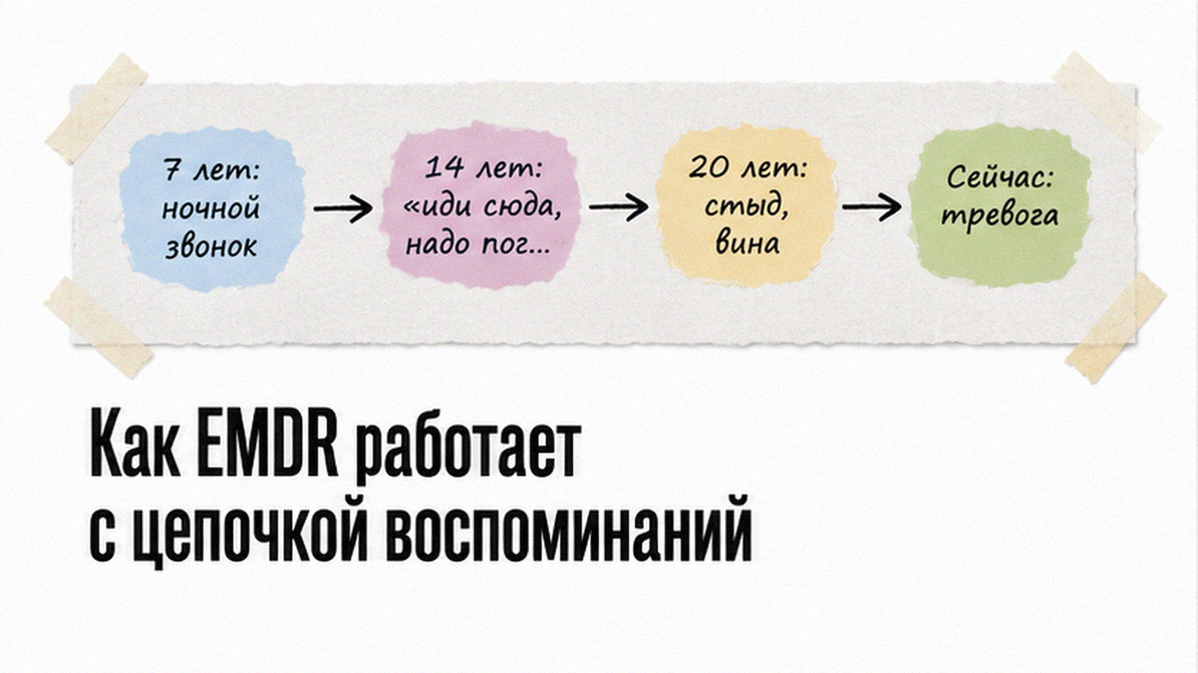 7 лет:
ночной
звонок
14 лет:
«иди сюда,
надо пог...
20 лет:
стыд,
вина
Сейчас:
тревога
Как EMDR работает
с цепочкой воспоминаний